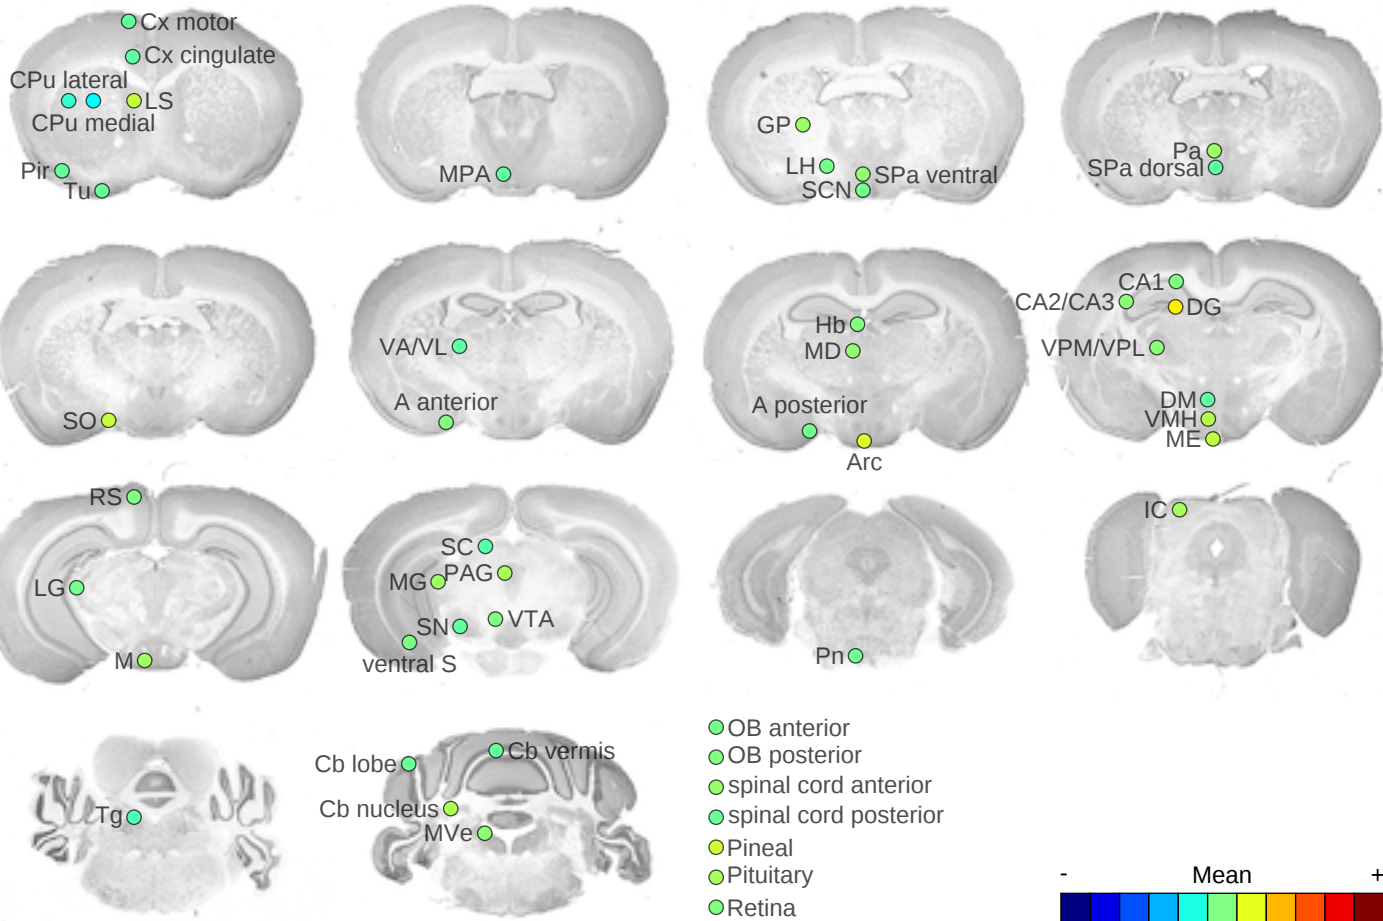 Cx motor
Cx cingulate
CPu lateral
LS
CPu medial
Pir
Tu
MPA
GP
LH
SPa ventral
SCN
Pa
SPa dorsal
SO
VA/VL
A anterior
Hb
MD
A posterior
Arc
CA1
CA2/CA3
DG
VPM/VPL
DM
VMH
ME
RS
LG
M
SC
MG
PAG
SN
VTA
ventral S
Pn
IC
Tg
Cb lobe
Cb vermis
Cb nucleus
MVe
OB anterior
OB posterior
spinal cord anterior
spinal cord posterior
Pineal
Pituitary
Retina
- Mean +